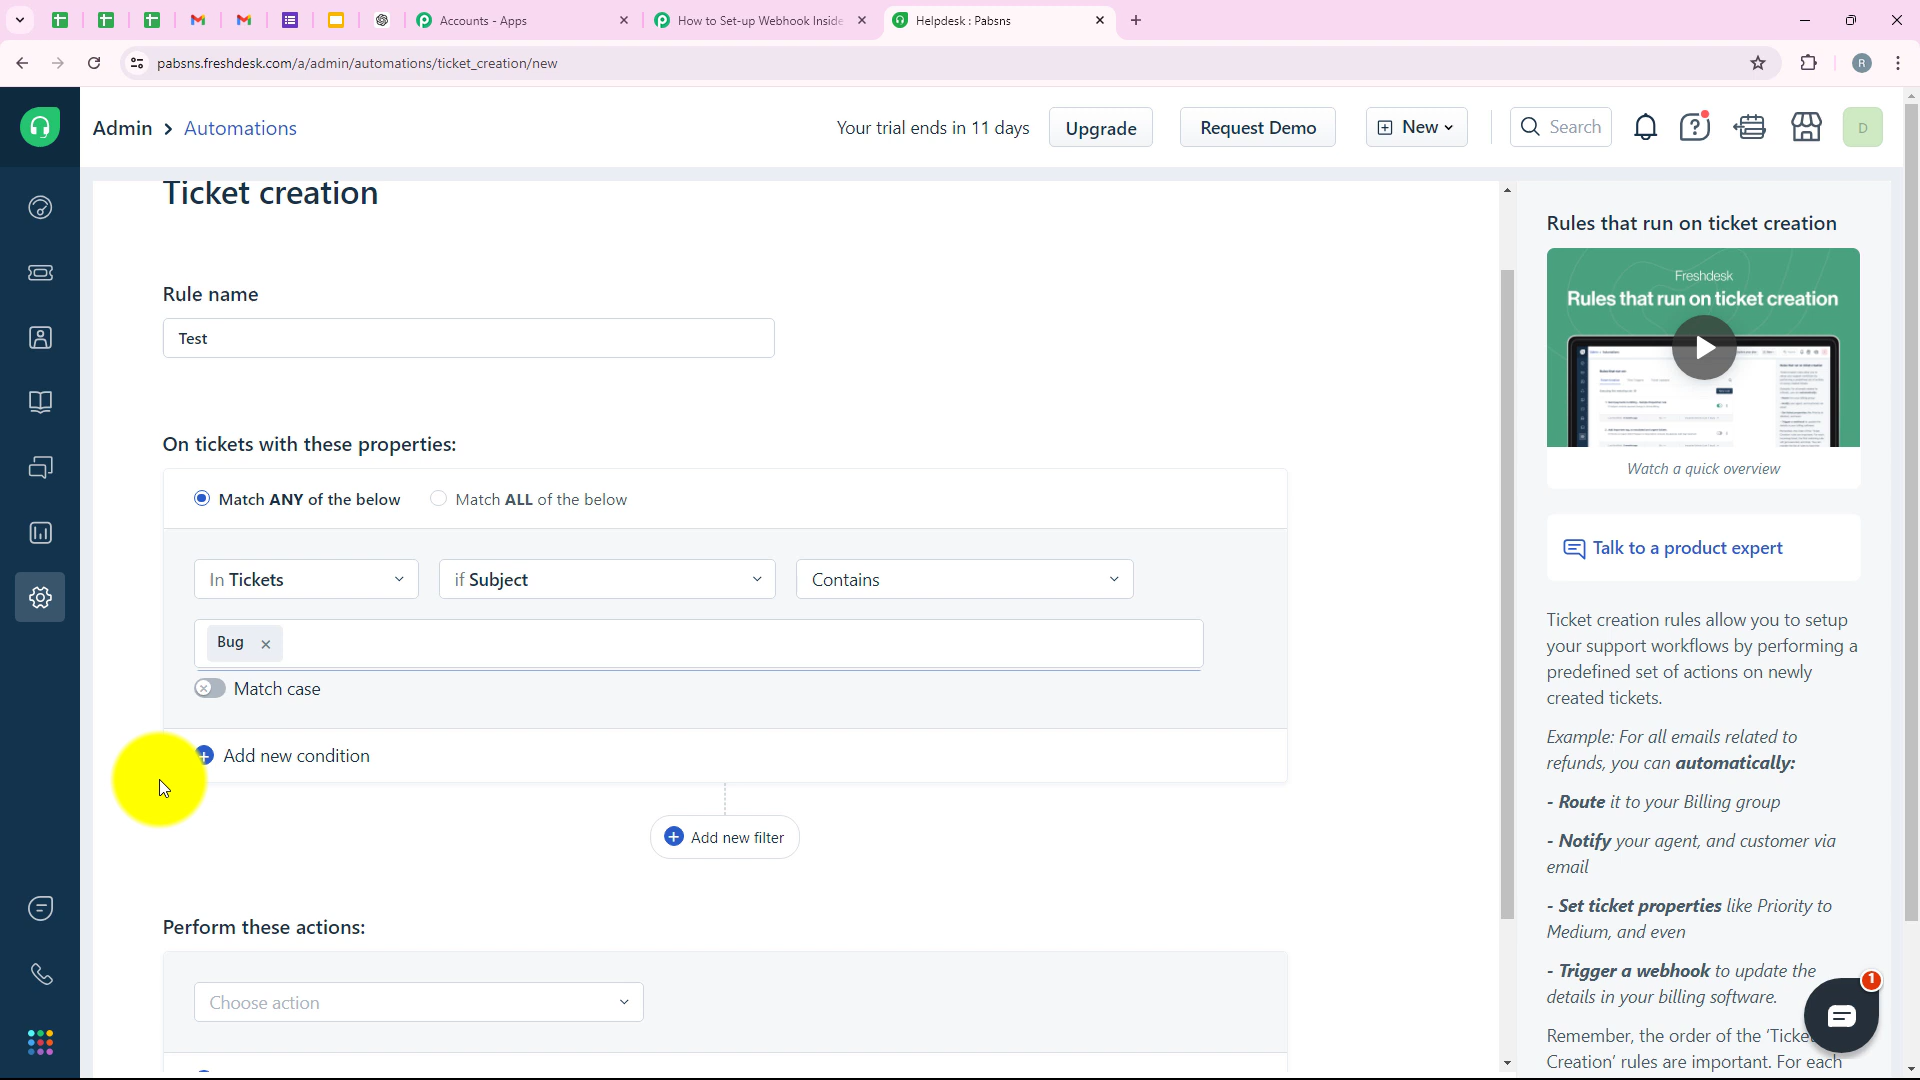 Accounts - Apps
How to Set-up Webhook Inside
Helpdesk : Pabsns
pabsns.freshdesk.com/a/admin/automations/ticket_creation/new
R
Admin > Automations
Your trial ends in 11 days
Upgrade
Request Demo
New
Search
D
Ticket creation
Rule name
Test
On tickets with these properties:
Match ANY of the below
Match ALL of the below
In Tickets
if Subject
Contains
Bug
Match case
Add new condition
Add new filter
Perform these actions:
Choose action
Rules that run on ticket creation
Freshdesk
Rules that run on ticket creation
Watch a quick overview
Talk to a product expert
Ticket creation rules allow you to setup
your support workflows by performing a
predefined set of actions on newly
created tickets.
Example: For all emails related to
refunds, you can automatically:
- Route it to your Billing group
- Notify your agent, and customer via
email
- Set ticket properties like Priority to
Medium, and even
- Trigger a webhook to update the
details in your billing software.
1
Remember, the order of the 'Ticket
Creation' rules are important. For each